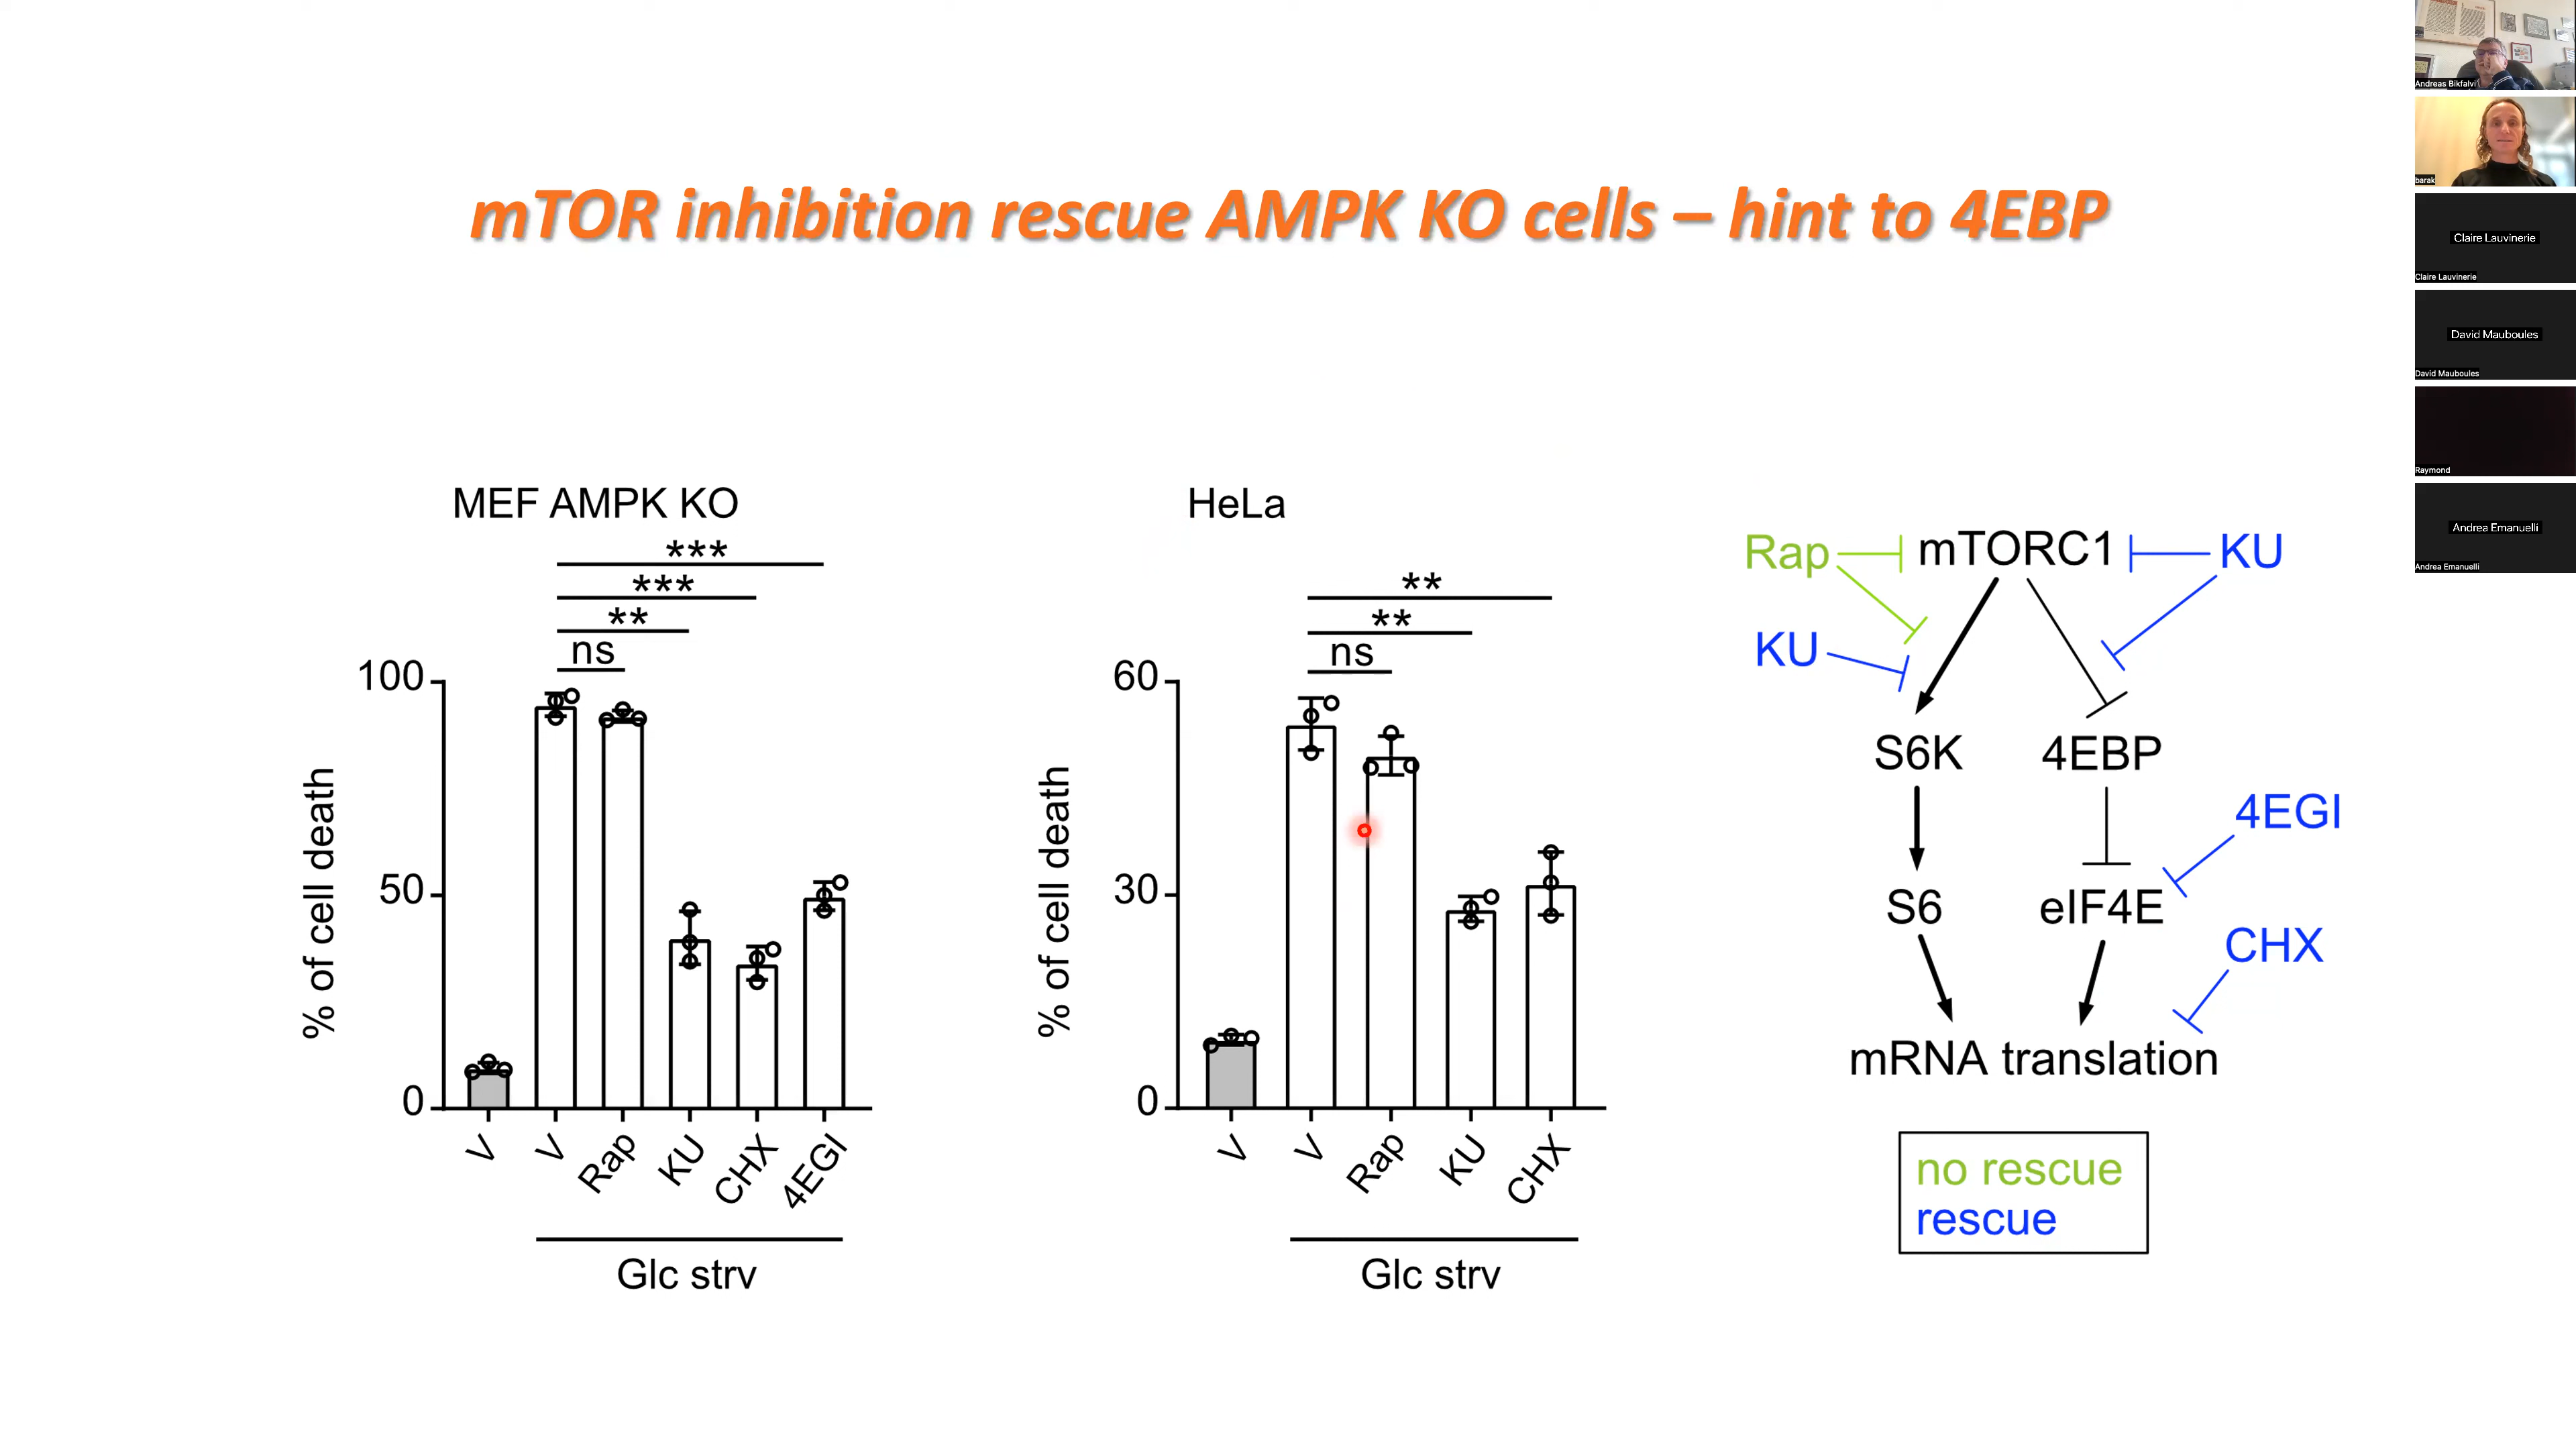 mTOR inhibition rescue AMPK KO cells – hint to 4EBP
MEF AMPK KO
***
***
**
ns
100
50
0
% of cell death
V
V
Rap
KU
CHX
4EGI
Glc strv
HeLa
**
**
ns
60
30
0
% of cell death
V
V
Rap
KU
CHX
Glc strv
Rap
mTORC1
KU
KU
S6K
4EBP
4EGI
S6
eIF4E
CHX
mRNA translation
no rescue
rescue
Andreas Bikfalvi
barak
Claire Lauvinerie
Claire Lauvinerie
David Mauboules
David Mauboules
Raymond
Andrea Emanuelli
Andrea Emanuelli